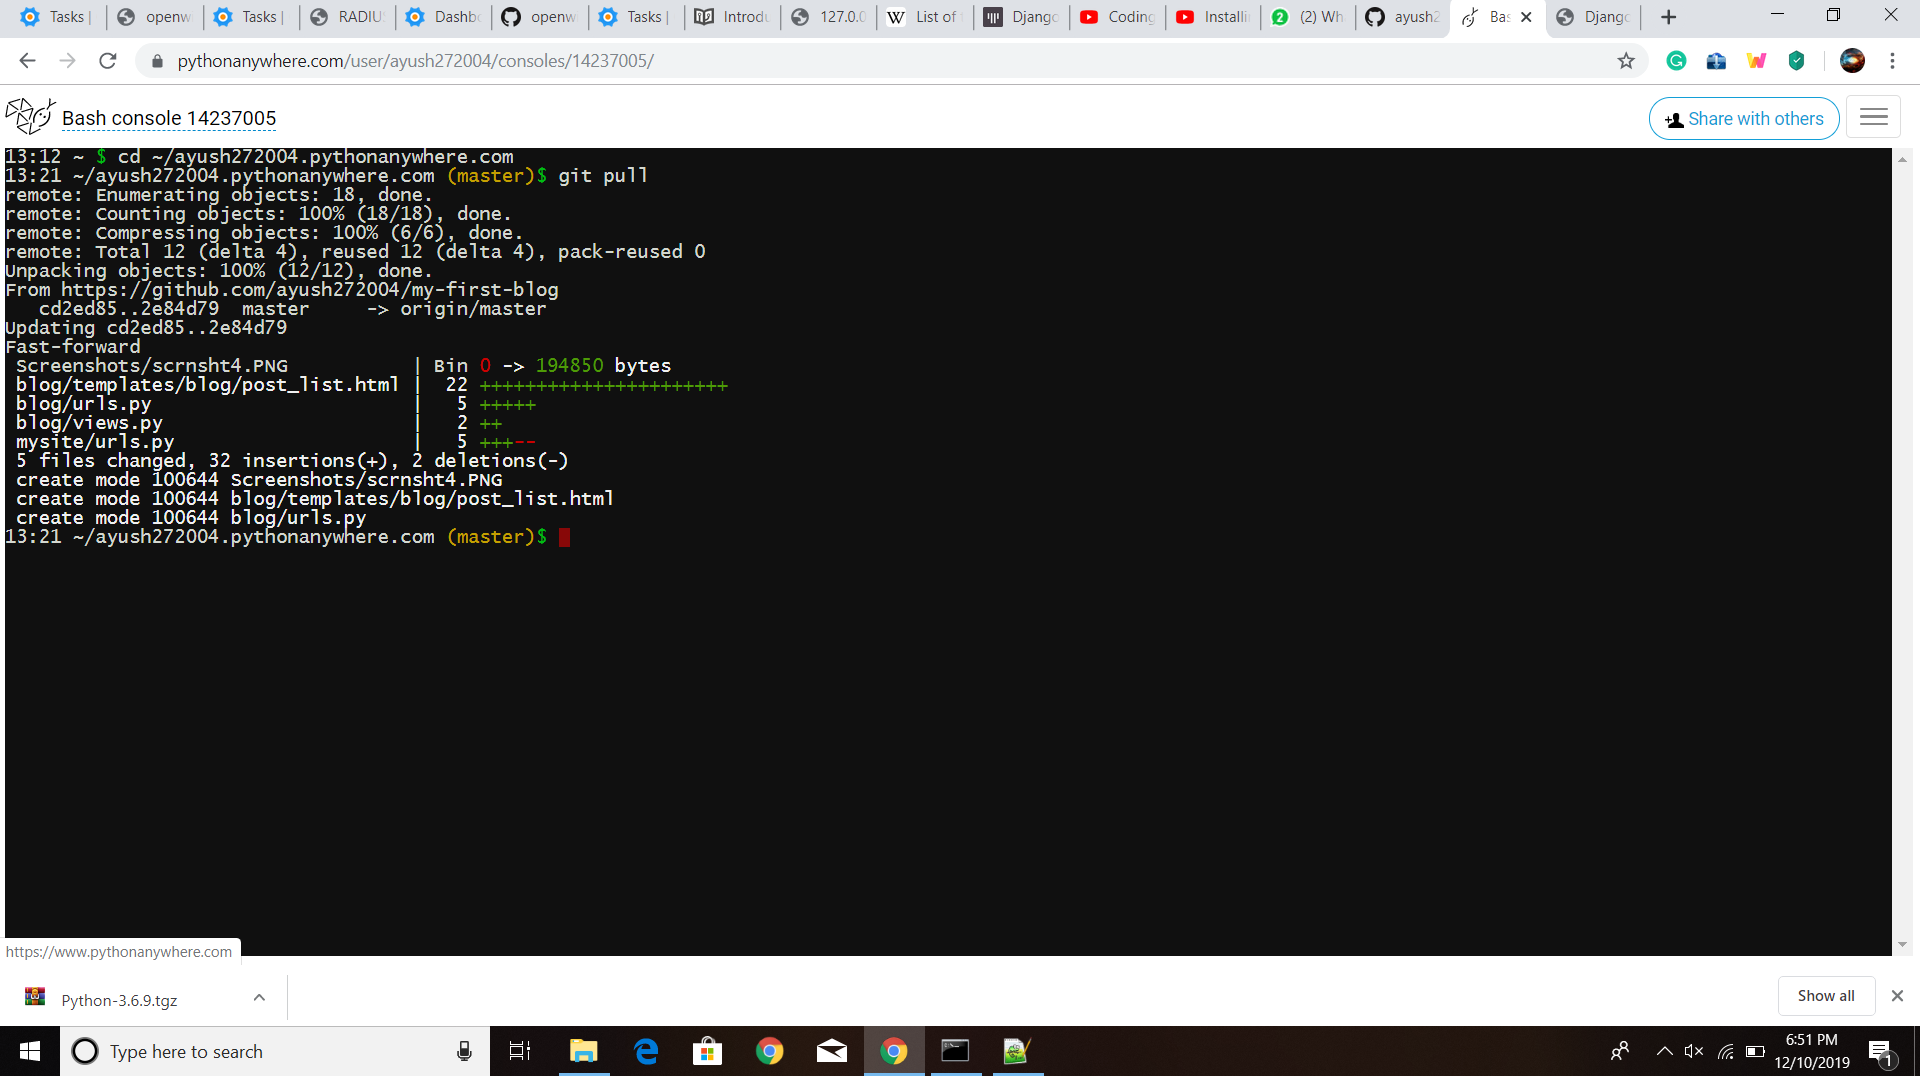 Tasks |
openw
Tasks |
RADIU
Dashbo
openw
Tasks |
Introdu
127.0.0
List of
Django
Coding
Installi
(2) Wh
ayush2
Bas
Django
pythonanywhere.com/user/ayush272004/consoles/14237005/
Bash console 14237005
Share with others
13:12 ~ $ cd ~/ayush272004.pythonanywhere.com
13:21 ~/ayush272004.pythonanywhere.com (master)$ git pull
remote: Enumerating objects: 18, done.
remote: Counting objects: 100% (18/18), done.
remote: Compressing objects: 100% (6/6), done.
remote: Total 12 (delta 4), reused 12 (delta 4), pack-reused 0
Unpacking objects: 100% (12/12), done.
From https://github.com/ayush272004/my-first-blog
   cd2ed85..2e84d79  master     -> origin/master
Updating cd2ed85..2e84d79
Fast-forward
 Screenshots/scrnsht4.PNG           | Bin 0 -> 194850 bytes
 blog/templates/blog/post_list.html |  22 ++++++++++++++++++++++
 blog/urls.py                       |   5 +++++
 blog/views.py                      |   2 ++
 mysite/urls.py                     |   5 +++--
 5 files changed, 32 insertions(+), 2 deletions(-)
 create mode 100644 Screenshots/scrnsht4.PNG
 create mode 100644 blog/templates/blog/post_list.html
 create mode 100644 blog/urls.py
13:21 ~/ayush272004.pythonanywhere.com (master)$
https://www.pythonanywhere.com
Python-3.6.9.tgz
Show all
Type here to search
6:51 PM
12/10/2019
1